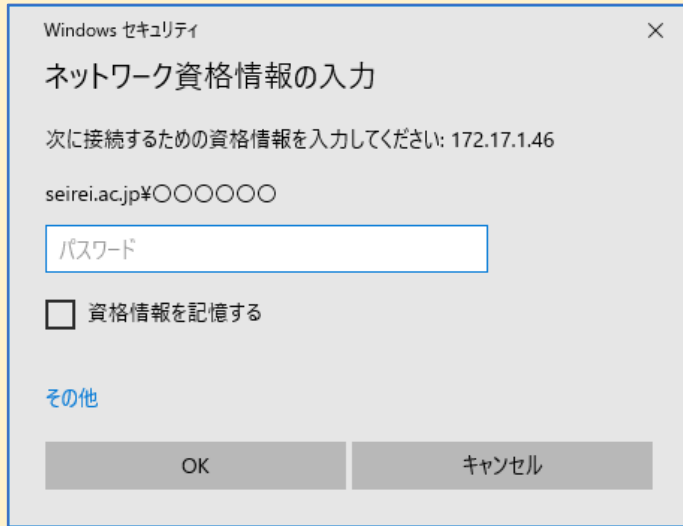 Windows セキュリティ
ネットワーク資格情報の入力
次に接続するための資格情報を入力してください: 172.17.1.46
seirei.ac.jp¥〇〇〇〇〇〇
パスワード
資格情報を記憶する
その他
OK
キャンセル